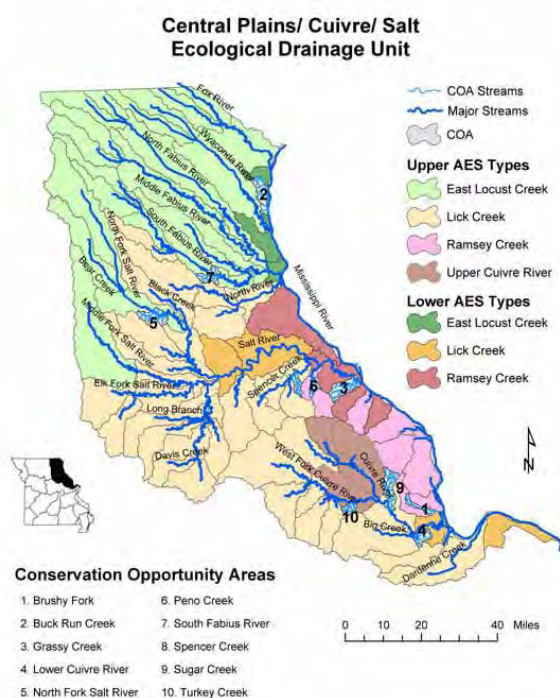 Central Plains/ Cuivre/ Salt
Ecological Drainage Unit
COA Streams
Major Streams
COA
Upper AES Types
East Locust Creek
Lick Creek
Ramsey Creek
Upper Cuivre River
Lower AES Types
East Locust Creek
Lick Creek
Ramsey Creek
Fox River
Wyaconda River
North Fabius River
Middle Fabius River
South Fabius River
North Fork Salt River
Bear Creek
Black Creek
North River
Mississippi River
Middle Fork Salt River
Salt River
Elk Fork Salt River
Spencer Creek
Long Branch
Davis Creek
West Fork Cuivre River
Cuivre River
Big Creek
Dardenne Creek
2
7
5
6
3
9
1
10
4
N
Conservation Opportunity Areas
1. Brushy Fork
2. Buck Run Creek
3. Grassy Creek
4. Lower Cuivre River
5. North Fork Salt River
6. Peno Creek
7. South Fabius River
8. Spencer Creek
9. Sugar Creek
10. Turkey Creek
0 10 20 40 Miles